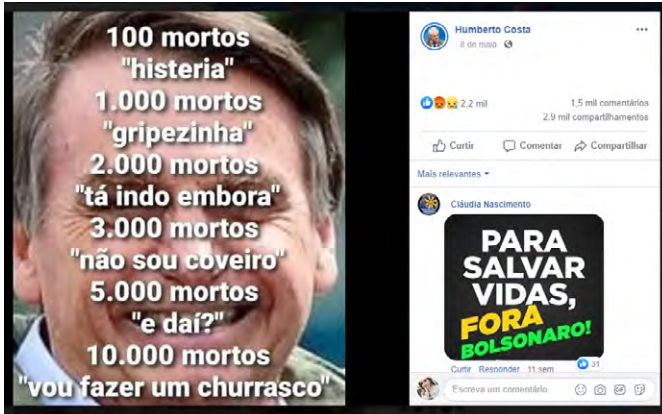 100 mortos
"histeria"
1.000 mortos
"gripezinha"
2.000 mortos
"tá indo embora"
3.000 mortos
"não sou coveiro"
5.000 mortos
"e daí?"
10.000 mortos
"vou fazer um churrasco"
Humberto Costa
8 de maio
2,2 mil
1,5 mil comentários
2,9 mil compartilhamentos
Curtir
Comentar
Compartilhar
Mais relevantes
Cláudia Nascimento
PARA
SALVAR
VIDAS,
FORA
BOLSONARO!
31
Curtir Responder 11 sem
Escreva um comentário
GIF